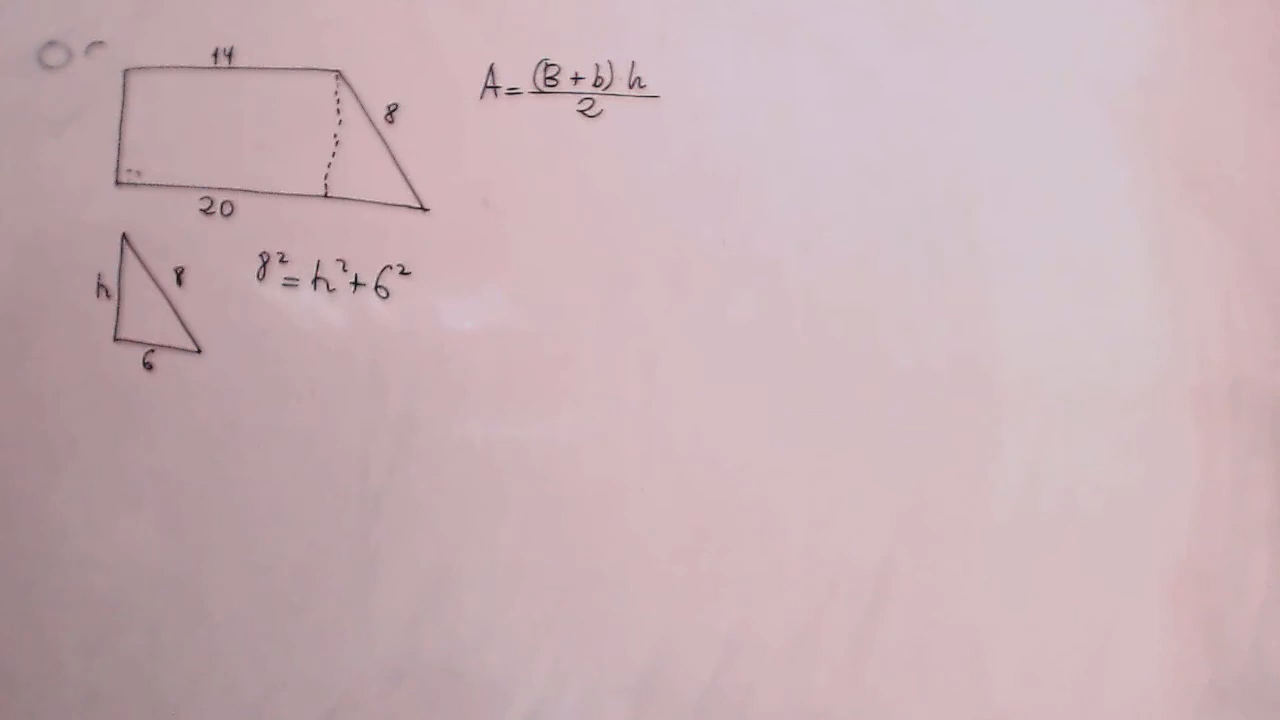 14
8
20
A = (B + b) h / 2
h
8
6
8² = h² + 6²